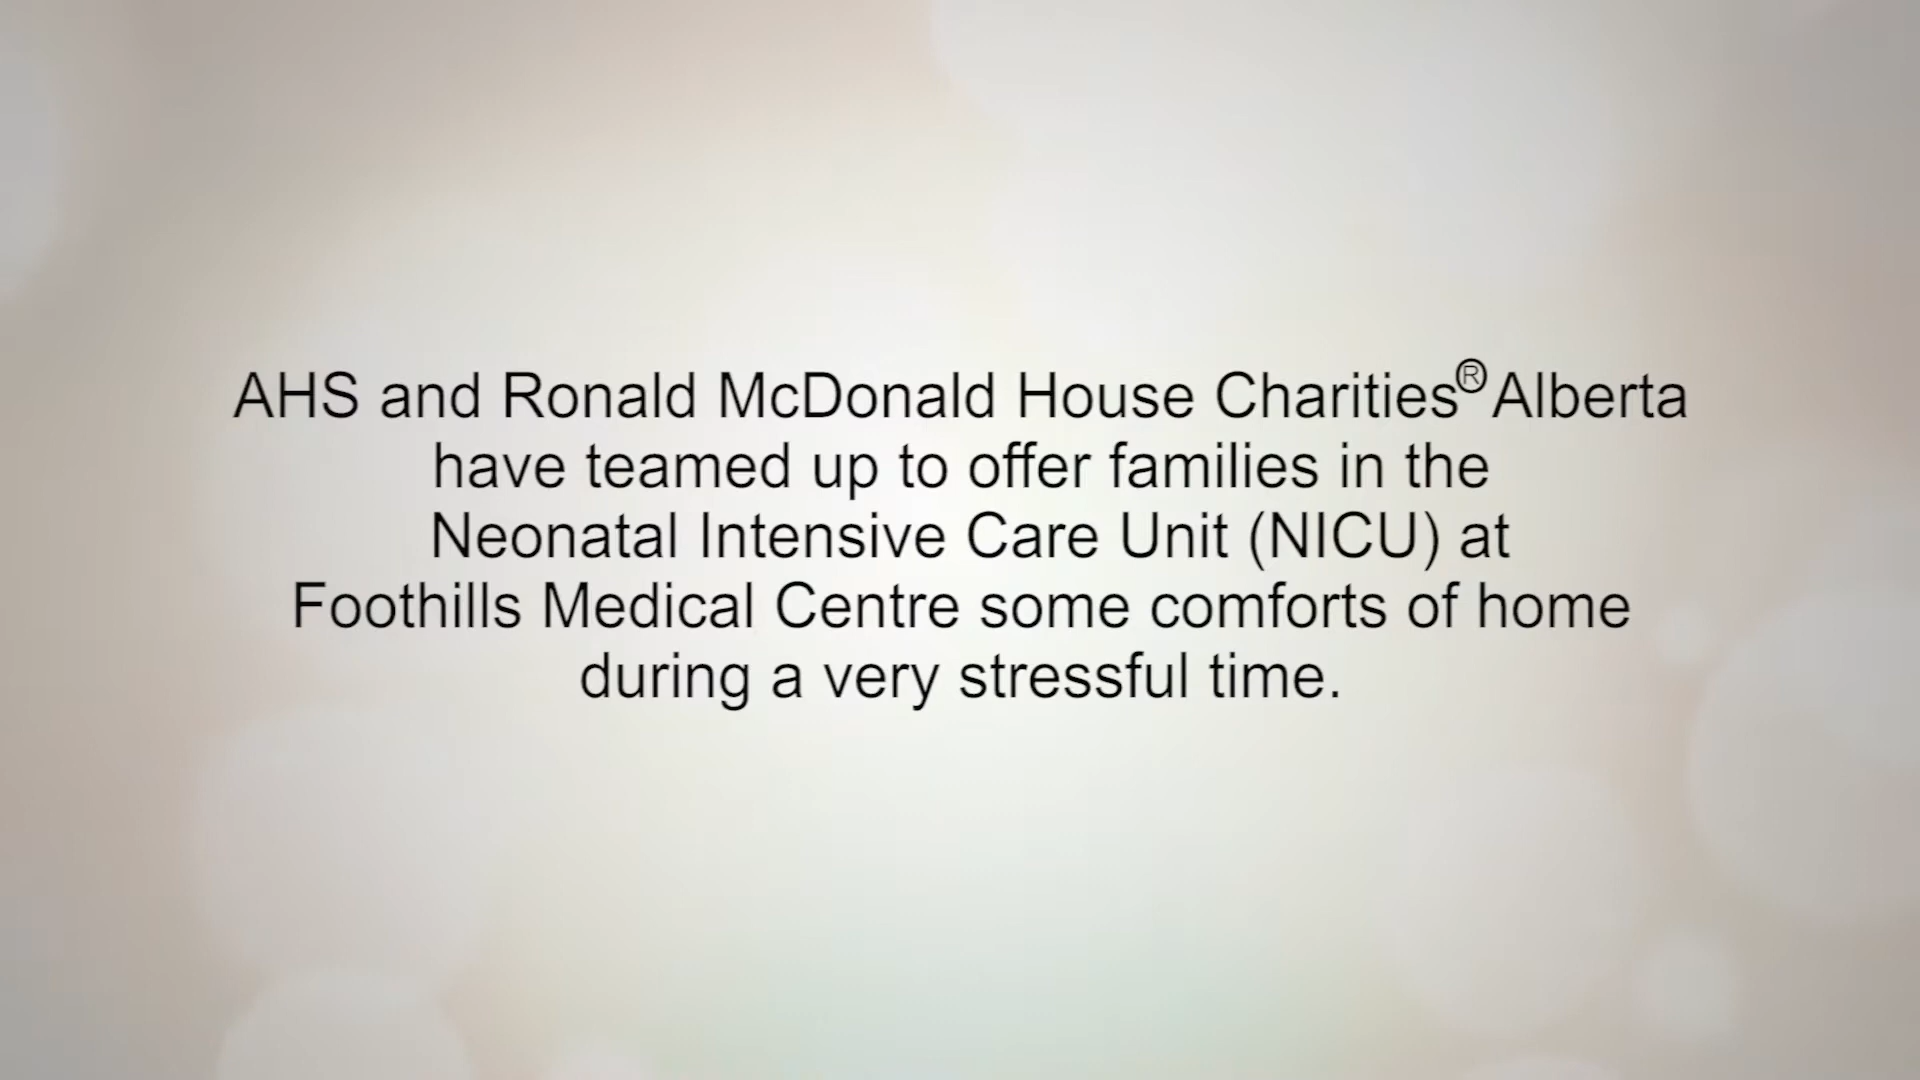 AHS and Ronald McDonald House Charities® Alberta
have teamed up to offer families in the
Neonatal Intensive Care Unit (NICU) at
Foothills Medical Centre some comforts of home
during a very stressful time.